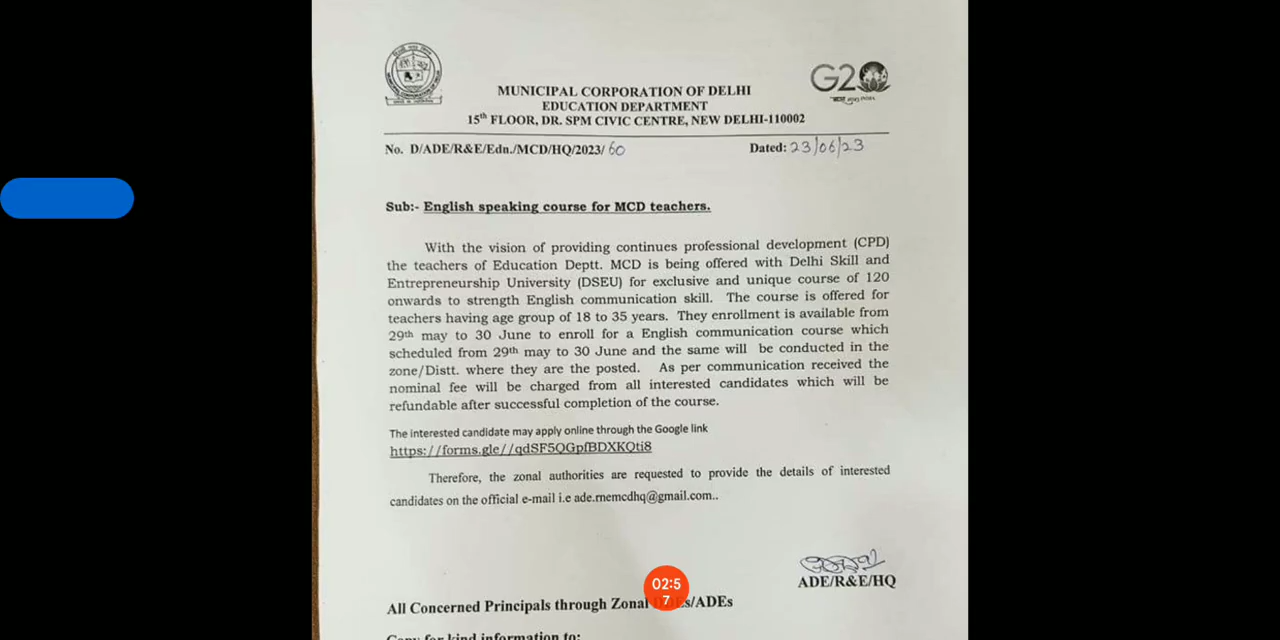 G20
MUNICIPAL CORPORATION OF DELHI
EDUCATION DEPARTMENT
15th FLOOR, DR. SPM CIVIC CENTRE, NEW DELHI-110002
No. D/ADE/R&E/Edn./MCD/HQ/2023/ 60 Dated: 23/06/23
Sub:- English speaking course for MCD teachers.
With the vision of providing continues professional development (CPD)
the teachers of Education Deptt. MCD is being offered with Delhi Skill and
Entrepreneurship University (DSEU) for exclusive and unique course of 120
onwards to strength English communication skill. The course is offered for
teachers having age group of 18 to 35 years. They enrollment is available from
29th may to 30 June to enroll for a English communication course which
scheduled from 29th may to 30 June and the same will be conducted in the
zone/Distt. where they are the posted. As per communication received the
nominal fee will be charged from all interested candidates which will be
refundable after successful completion of the course.
The interested candidate may apply online through the Google link
https://forms.gle//qdSF5QGpfBDXKQti8
Therefore, the zonal authorities are requested to provide the details of interested
candidates on the official e-mail i.e ade.rnemcdhq@gmail.com..
ADE/R&E/HQ
02:5
7
All Concerned Principals through Zonal Es/ADEs
Copy for kind information to: